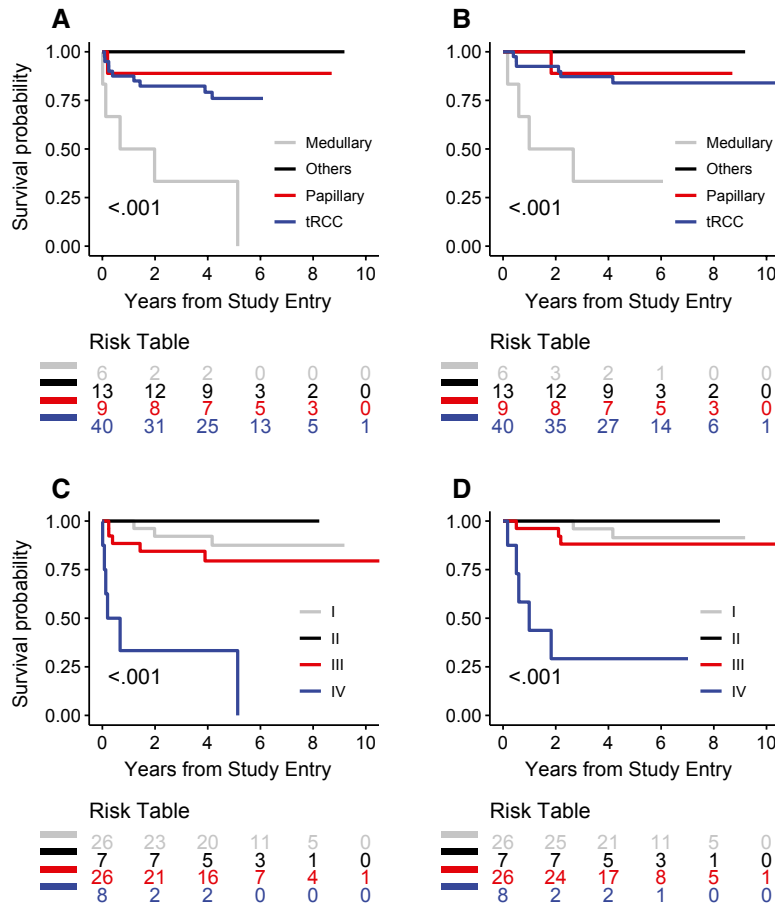 A
Survival probability
1.00
0.75
0.50
0.25
0.00
Medullary
Others
Papillary
tRCC
<.001
0 2 4 6 8 10
Years from Study Entry
Risk Table
6 2 2 0 0 0
13 12 9 3 2 0
9 8 7 5 3 0
40 31 25 13 5 1
B
1.00
0.75
0.50
0.25
0.00
Medullary
Others
Papillary
tRCC
<.001
0 2 4 6 8 10
Years from Study Entry
Risk Table
6 3 2 1 0 0
13 12 9 3 2 0
9 8 7 5 3 0
40 35 27 14 6 1
C
Survival probability
1.00
0.75
0.50
0.25
0.00
I
II
III
IV
<.001
0 2 4 6 8 10
Years from Study Entry
Risk Table
26 23 20 11 5 0
7 7 5 3 1 0
26 21 16 7 4 1
8 2 2 0 0 0
D
1.00
0.75
0.50
0.25
0.00
I
II
III
IV
<.001
0 2 4 6 8 10
Years from Study Entry
Risk Table
26 25 21 11 5 0
7 7 5 3 1 0
26 24 17 8 5 1
8 2 2 1 0 0